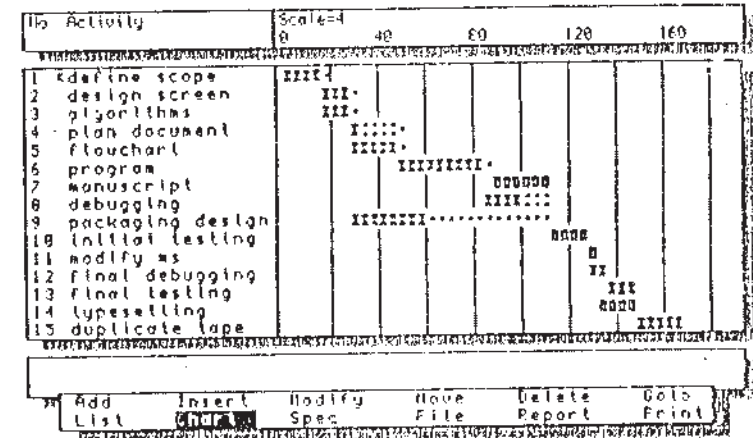 No Activity Scale=4
0 40 80 120 160
1 *define scope
2 design screen
3 algorithms
4 plan document
5 flowchart
6 program
7 manuscript
8 debugging
9 packaging design
10 initial testing
11 modify ms
12 final debugging
13 final testing
14 typesetting
15 duplicate tape
Add Insert Modify Move Delete Goto
List Chart Spec File Report Print